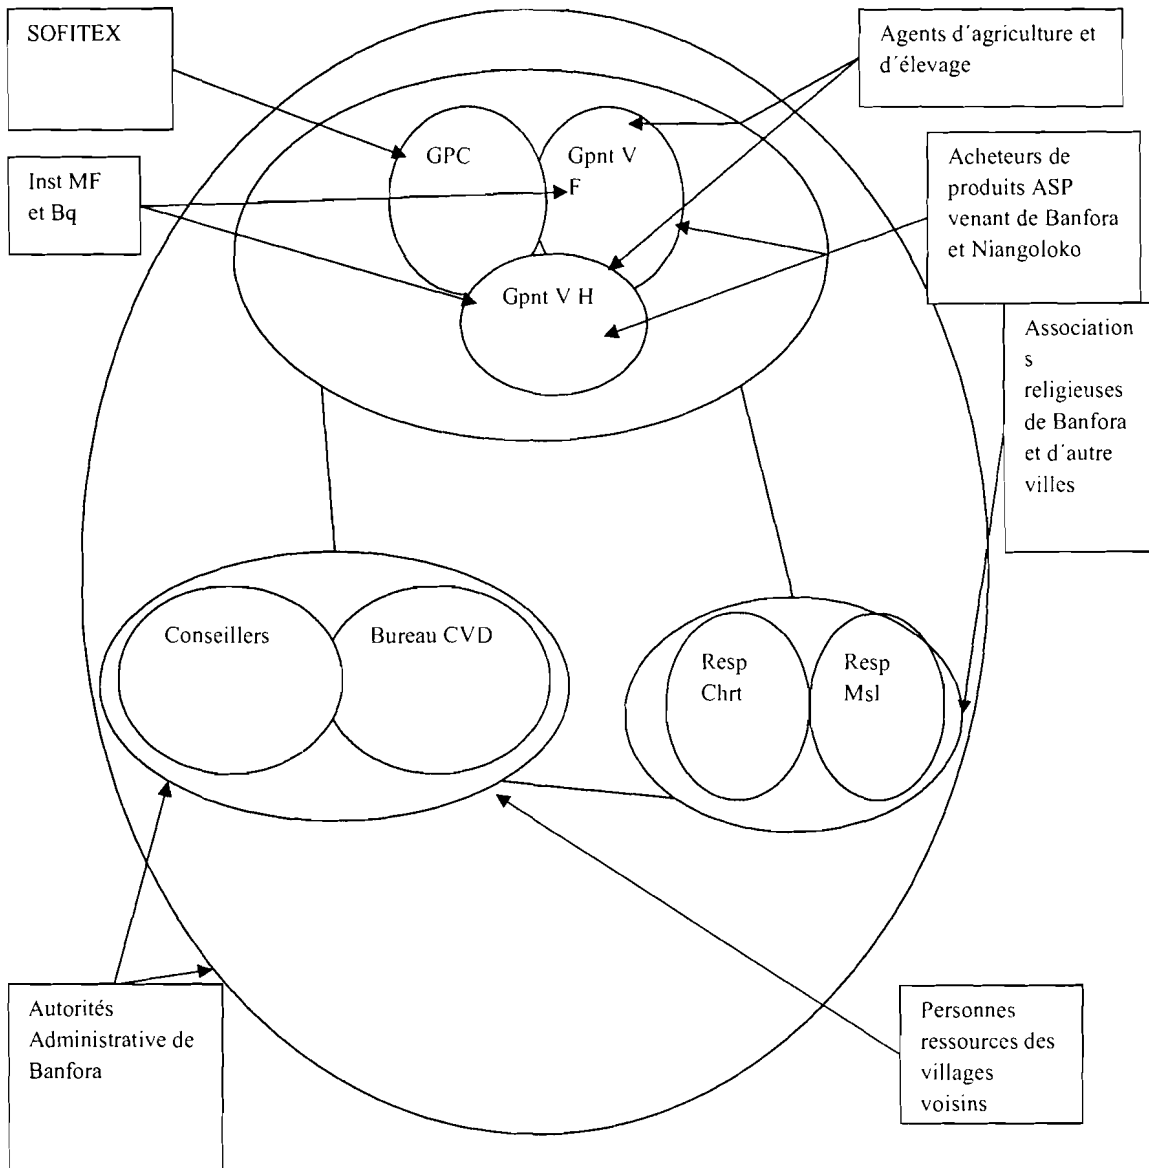 SOFITEX
Agents d´agriculture et
d´élevage
GPC
Gpnt V
F
Acheteurs de
produits ASP
venant de Banfora
et Niangoloko
Inst MF
et Bq
Gpnt V H
Association
s
religieuses
de Banfora
et d´autre
villes
Conseillers
Bureau CVD
Resp
Chrt
Resp
Msl
Autorités
Administrative de
Banfora
Personnes
ressources des
villages
voisins